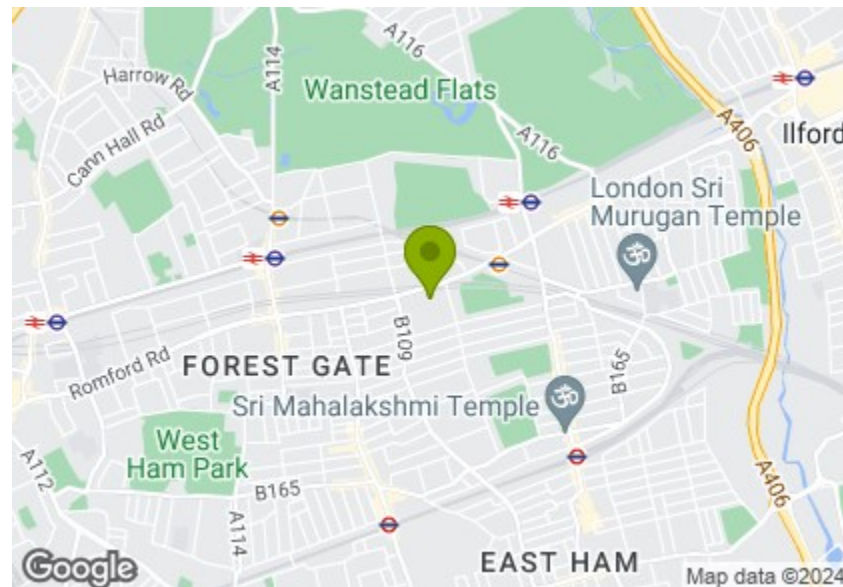 A116
A114
Harrow Rd
Wanstead Flats
Cann Hall Rd
A116
A406
Ilford
London Sri
Murugan Temple
B109
B165
FOREST GATE
Romford Rd
Sri Mahalakshmi Temple
West
Ham Park
A112
B165
A114
A406
EAST HAM
Google
Map data ©2024